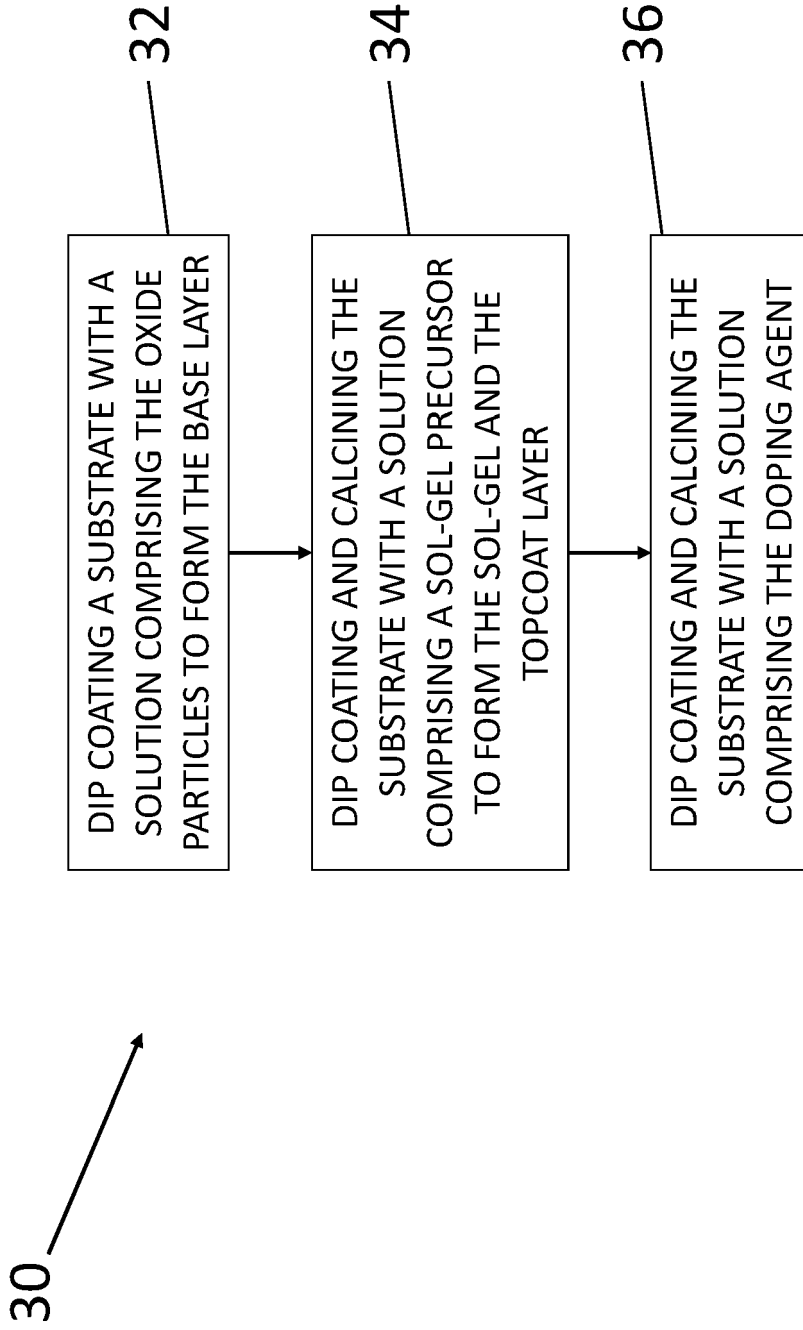 30
DIP COATING A SUBSTRATE WITH A
SOLUTION COMPRISING THE OXIDE
PARTICLES TO FORM THE BASE LAYER
32
DIP COATING AND CALCINING THE
SUBSTRATE WITH A SOLUTION
COMPRISING A SOL-GEL PRECURSOR
TO FORM THE SOL-GEL AND THE
TOPCOAT LAYER
34
DIP COATING AND CALCINING THE
SUBSTRATE WITH A SOLUTION
COMPRISING THE DOPING AGENT
36